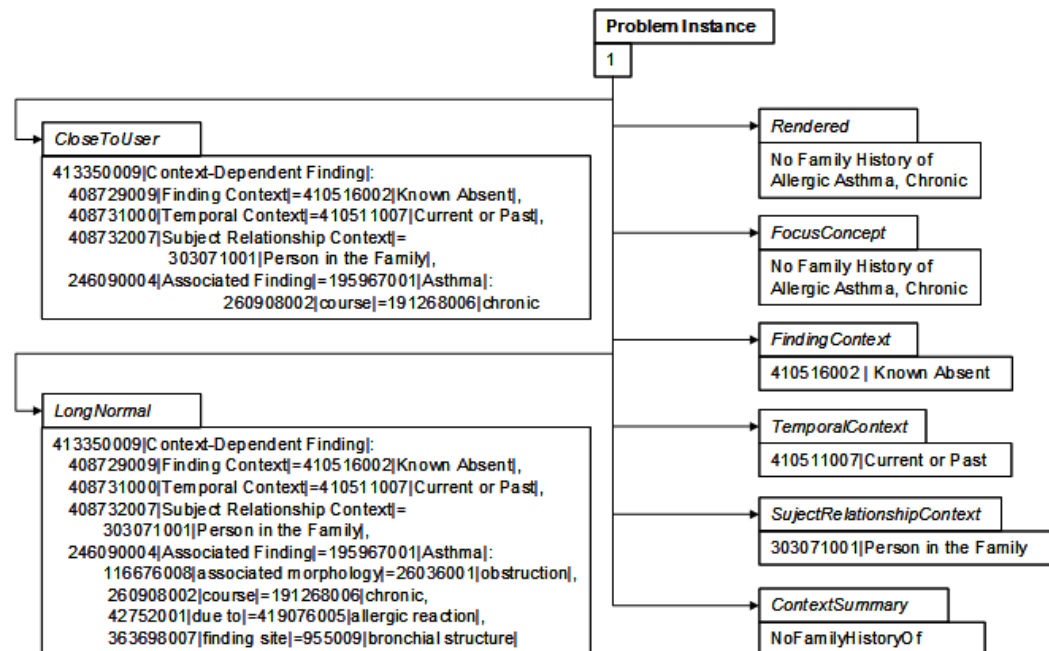 Problem Instance
1
CloseToUser
413350009|Context-Dependent Finding|:
408729009|Finding Context|=410516002|Known Absent|,
408731000|Temporal Context|=410511007|Current or Past|,
408732007|Subject Relationship Context|=
303071001|Person in the Family|,
246090004|Associated Finding|=195967001|Asthma|:
260908002|course|=191268006|chronic
LongNormal
413350009|Context-Dependent Finding|:
408729009|Finding Context|=410516002|Known Absent|,
408731000|Temporal Context|=410511007|Current or Past|,
408732007|Subject Relationship Context|=
303071001|Person in the Family|,
246090004|Associated Finding|=195967001|Asthma|:
116676008|associated morphology|=26036001|obstruction|,
260908002|course|=191268006|chronic,
42752001|due to|=419076005|allergic reaction|,
363698007|finding site|=955009|bronchial structure|
Rendered
No Family History of
Allergic Asthma, Chronic
FocusConcept
No Family History of
Allergic Asthma, Chronic
FindingContext
410516002 | Known Absent
TemporalContext
410511007|Current or Past
SujectRelationshipContext
303071001|Person in the Family
ContextSummary
NoFamilyHistoryOf